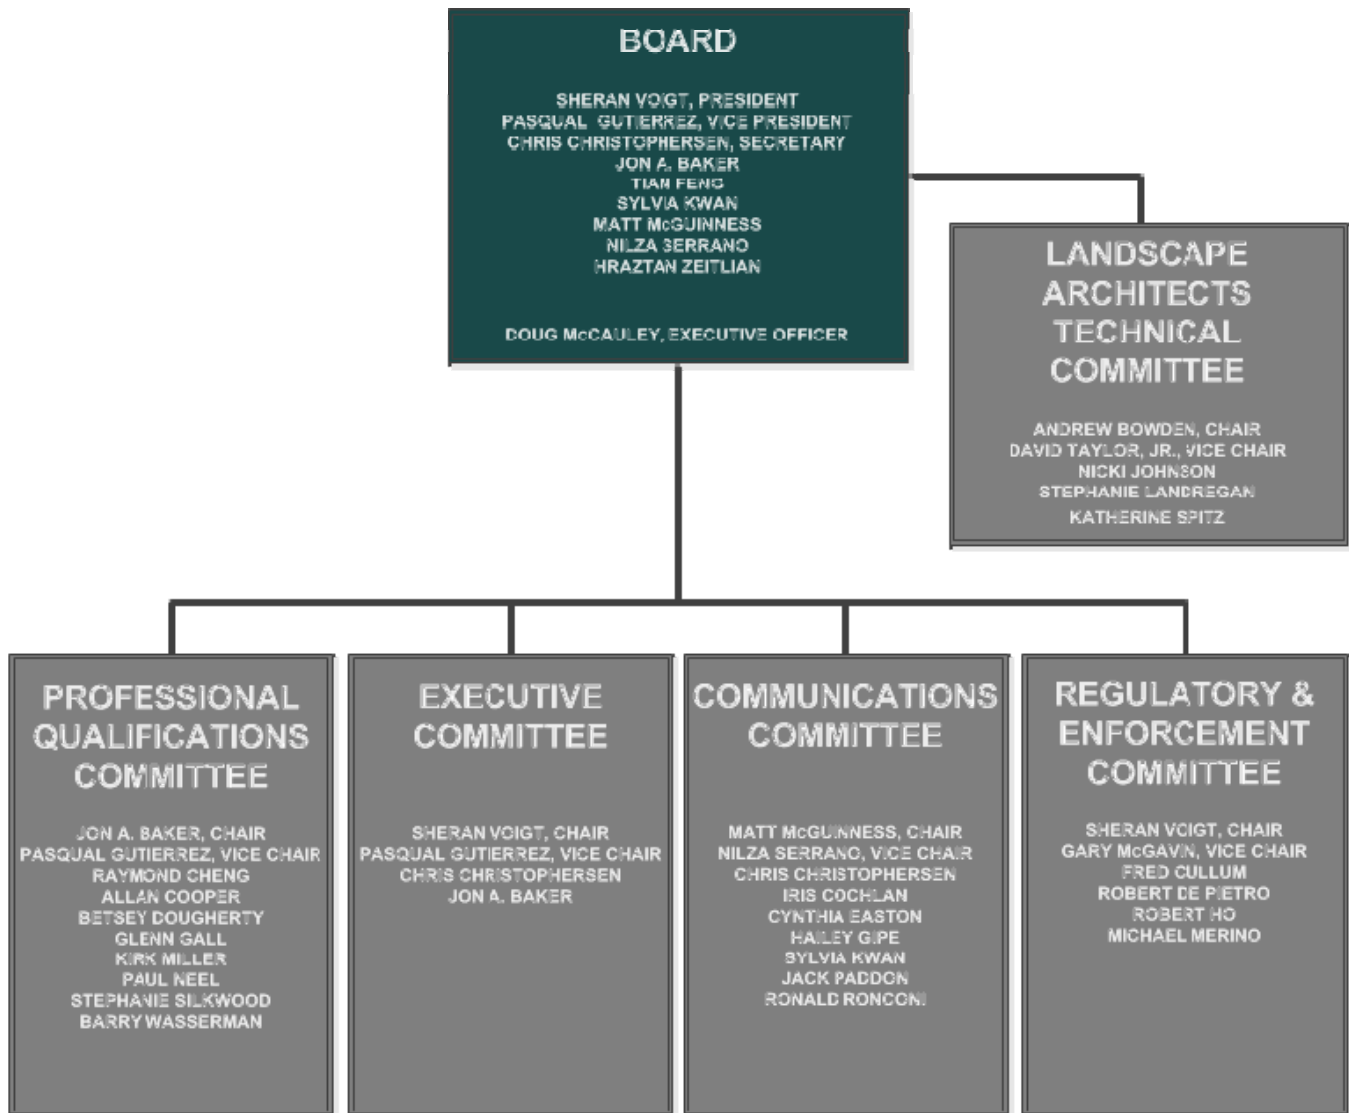 BOARD
SHERAN VOIGT, PRESIDENT
PASQUAL GUTIERREZ, VICE PRESIDENT
CHRIS CHRISTOPHERSEN, SECRETARY
JON A. BAKER
TIAN FENG
SYLVIA KWAN
MATT McGUINNESS
NILZA SERRANO
HRAZTAN ZEITLIAN
DOUG McCAULEY, EXECUTIVE OFFICER
LANDSCAPE
ARCHITECTS
TECHNICAL
COMMITTEE
ANDREW BOWDEN, CHAIR
DAVID TAYLOR, JR., VICE CHAIR
NICKI JOHNSON
STEPHANIE LANDREGAN
KATHERINE SPITZ
PROFESSIONAL
QUALIFICATIONS
COMMITTEE
JON A. BAKER, CHAIR
PASQUAL GUTIERREZ, VICE CHAIR
RAYMOND CHENG
ALLAN COOPER
BETSEY DOUGHERTY
GLENN GALL
KIRK MILLER
PAUL NEEL
STEPHANIE SILKWOOD
BARRY WASSERMAN
EXECUTIVE
COMMITTEE
SHERAN VOIGT, CHAIR
PASQUAL GUTIERREZ, VICE CHAIR
CHRIS CHRISTOPHERSEN
JON A. BAKER
COMMUNICATIONS
COMMITTEE
MATT McGUINNESS, CHAIR
NILZA SERRANO, VICE CHAIR
CHRIS CHRISTOPHERSEN
IRIS COCHLAN
CYNTHIA EASTON
HAILEY GIPE
SYLVIA KWAN
JACK PADDON
RONALD RONCONI
REGULATORY &
ENFORCEMENT
COMMITTEE
SHERAN VOIGT, CHAIR
GARY McGAVIN, VICE CHAIR
FRED CULLUM
ROBERT DE PIETRO
ROBERT HO
MICHAEL MERINO